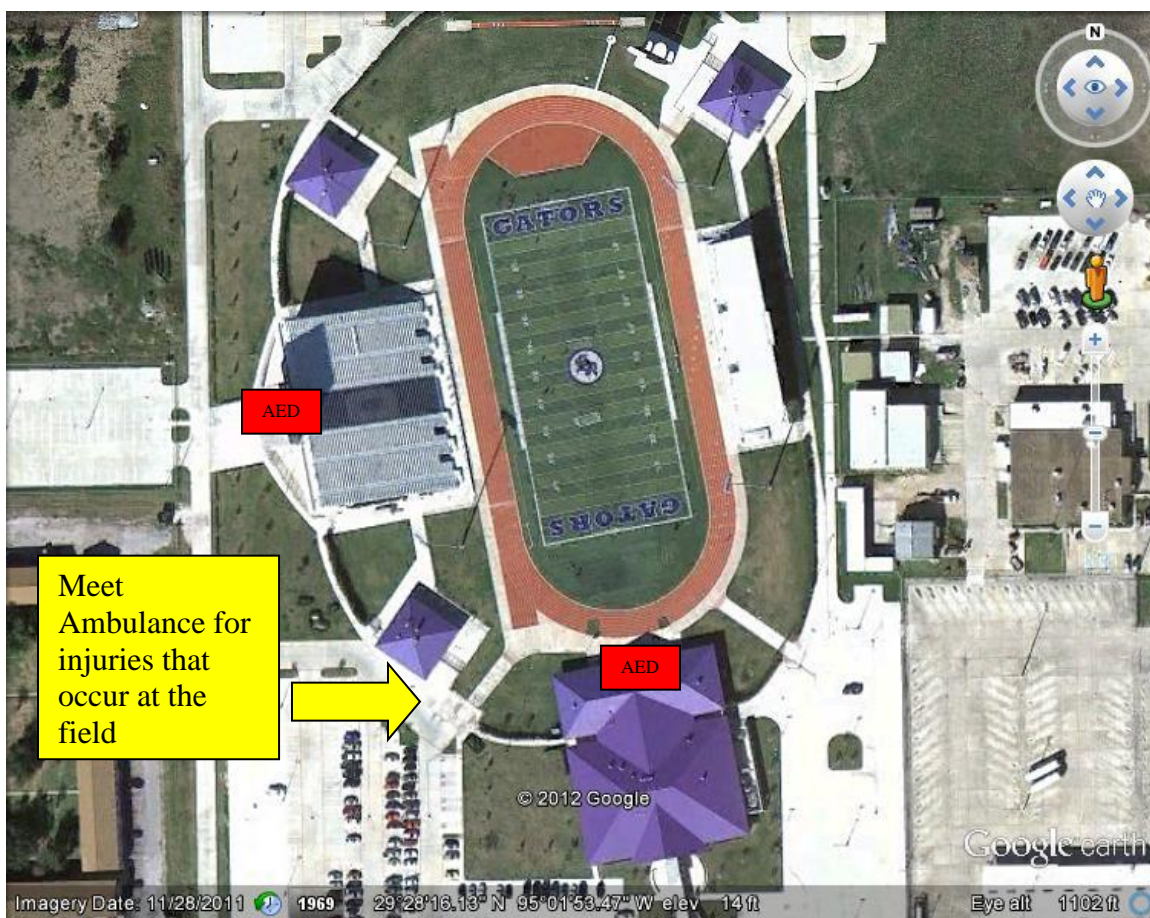 N
GATORS
AED
GATORS
Meet
Ambulance for
injuries that
occur at the
field
AED
© 2012 Google
Google earth
Imagery Date: 11/28/2011 1969 29°28'16.13" N 95°01'53.47" W elev 14 ft Eye alt 1102 ft